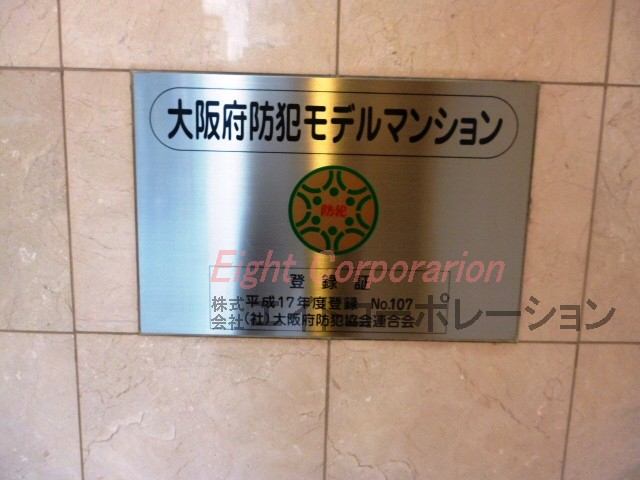 大阪府防犯モデルマンション
防犯
Eight Corporarion
登録証
平成17年度登録 No.107
(社)大阪府防犯協会連合会
株式
会社
ーポレーション